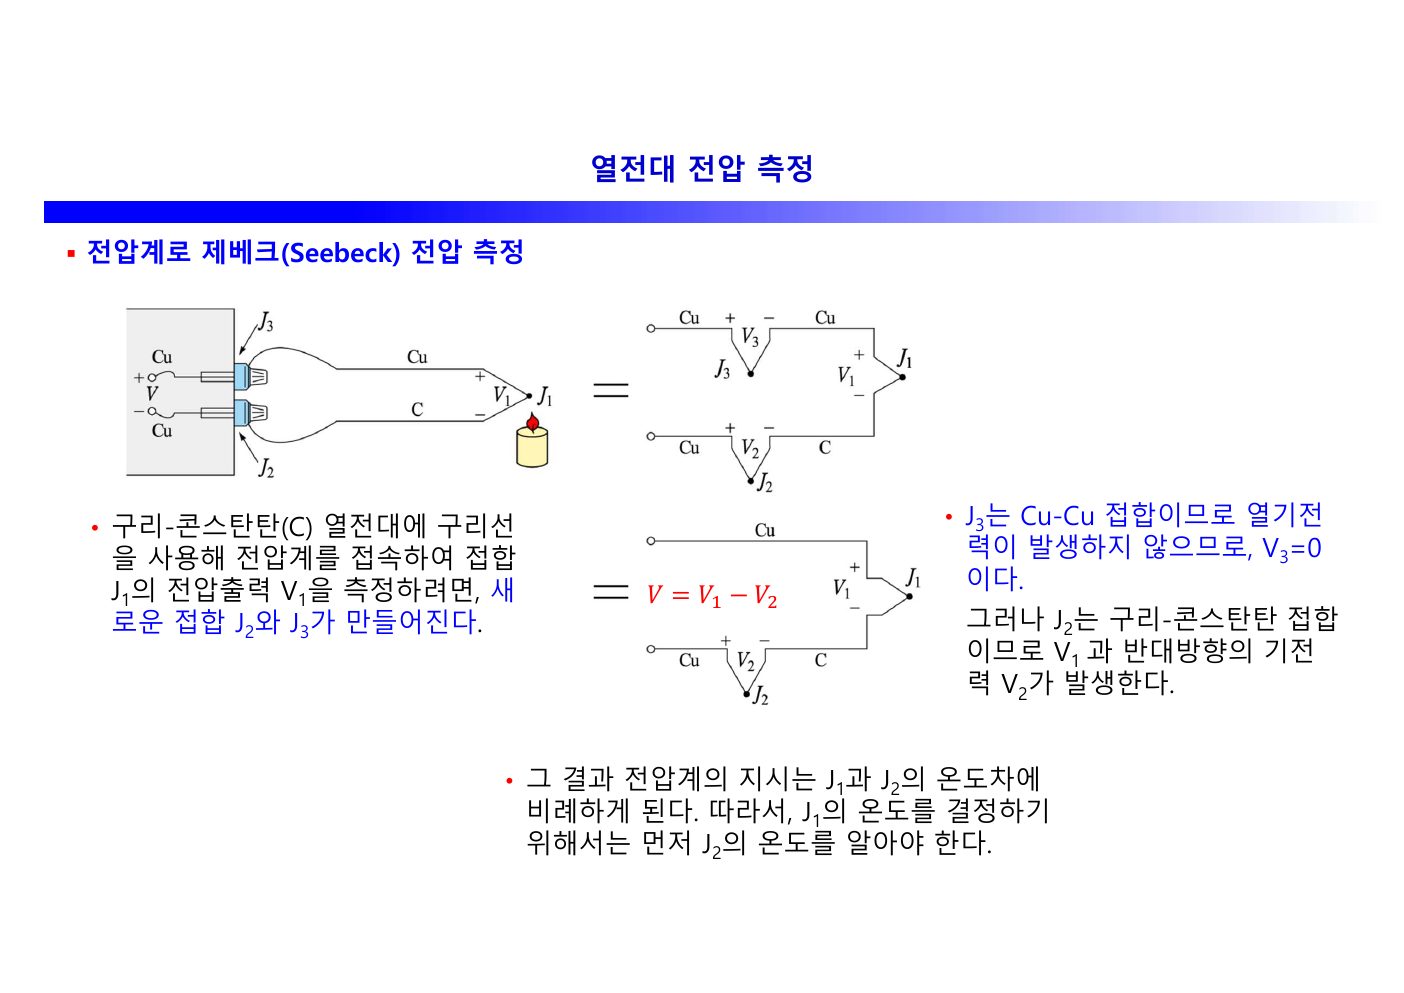 열전대 전압 측정
▪ 전압계로 제베크(Seebeck) 전압 측정
J3
Cu
+
V
−
Cu
Cu
+
V1 J1
−
C
J2
=
Cu + − Cu
V3
J3
+
V1
−
J1
Cu + − C
V2
J2
• 구리-콘스탄탄(C) 열전대에 구리선
을 사용해 전압계를 접속하여 접합
J1의 전압출력 V1을 측정하려면, 새
로운 접합 J2와 J3가 만들어진다.
=
Cu
V = V1 − V2
+
V1
−
J1
Cu + − C
V2
J2
• J3는 Cu-Cu 접합이므로 열기전
력이 발생하지 않으므로, V3=0
이다.
그러나 J2는 구리-콘스탄탄 접합
이므로 V1 과 반대방향의 기전
력 V2가 발생한다.
• 그 결과 전압계의 지시는 J1과 J2의 온도차에
비례하게 된다. 따라서, J1의 온도를 결정하기
위해서는 먼저 J2의 온도를 알아야 한다.